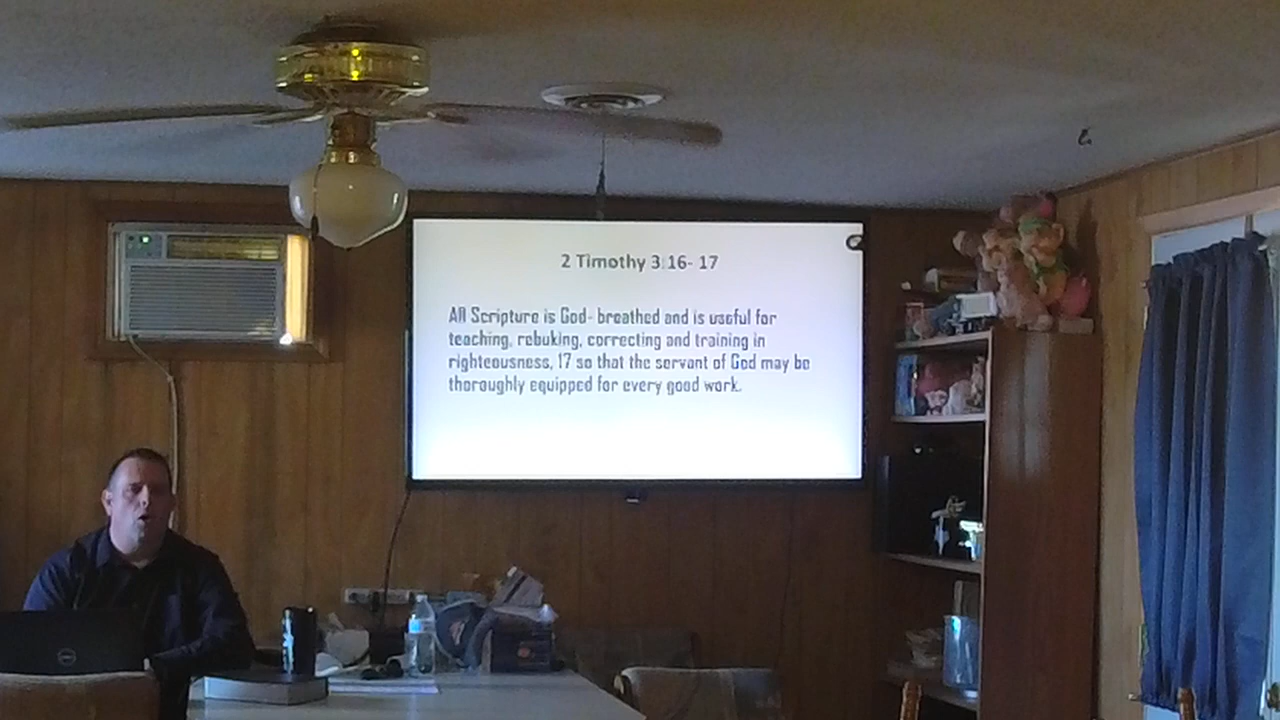 2 Timothy 3:16- 17
All Scripture is God- breathed and is useful for
teaching, rebuking, correcting and training in
righteousness, 17 so that the servant of God may be
thoroughly equipped for every good work.
DELL